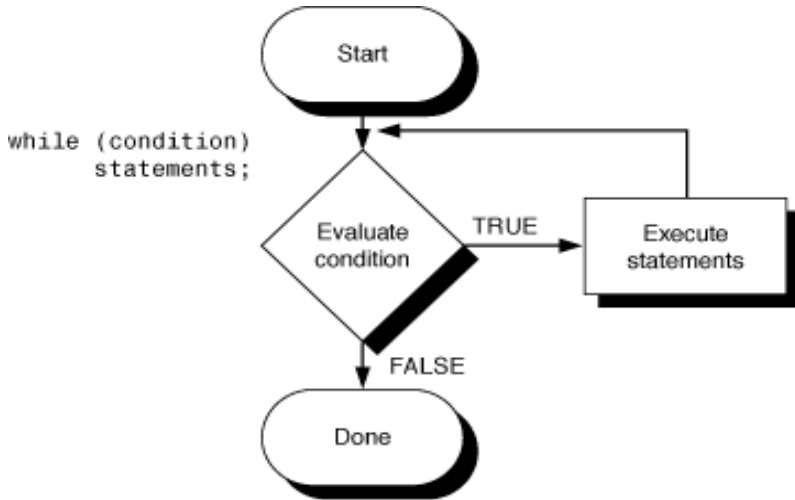 Start
while (condition)
statements;
Evaluate
condition
TRUE
Execute
statements
FALSE
Done